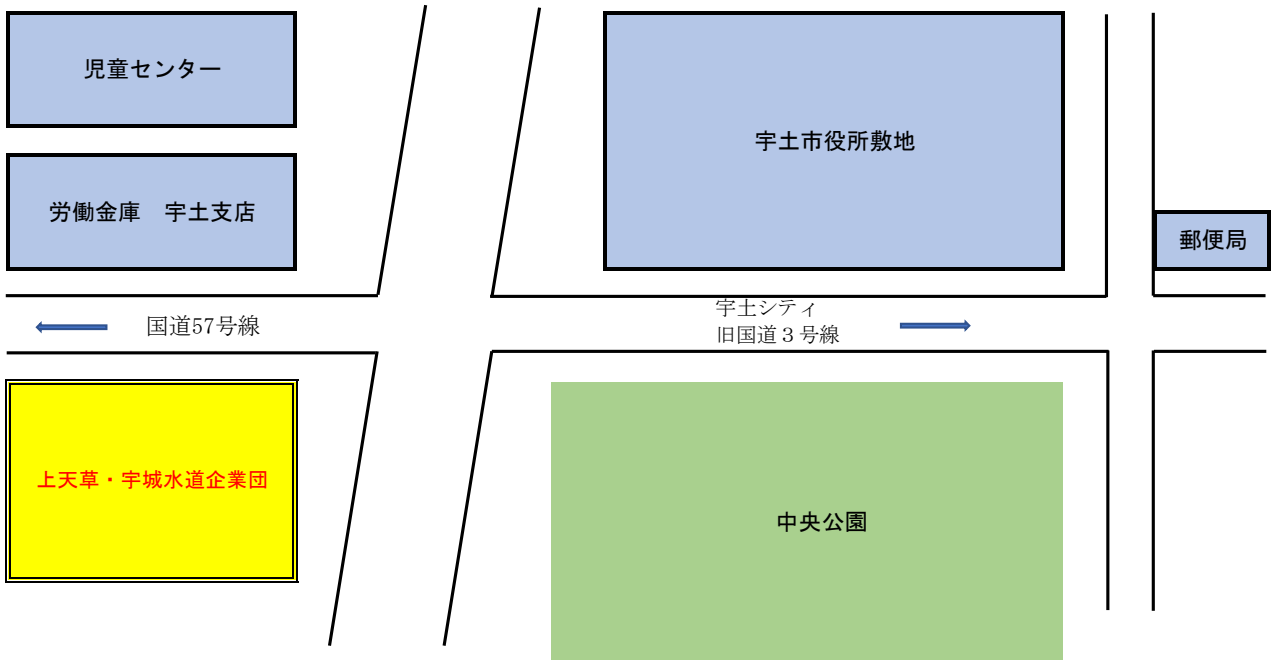 児童センター
宇土市役所敷地
労働金庫　宇土支店
郵便局
国道57号線
宇土シティ
旧国道３号線
上天草・宇城水道企業団
中央公園